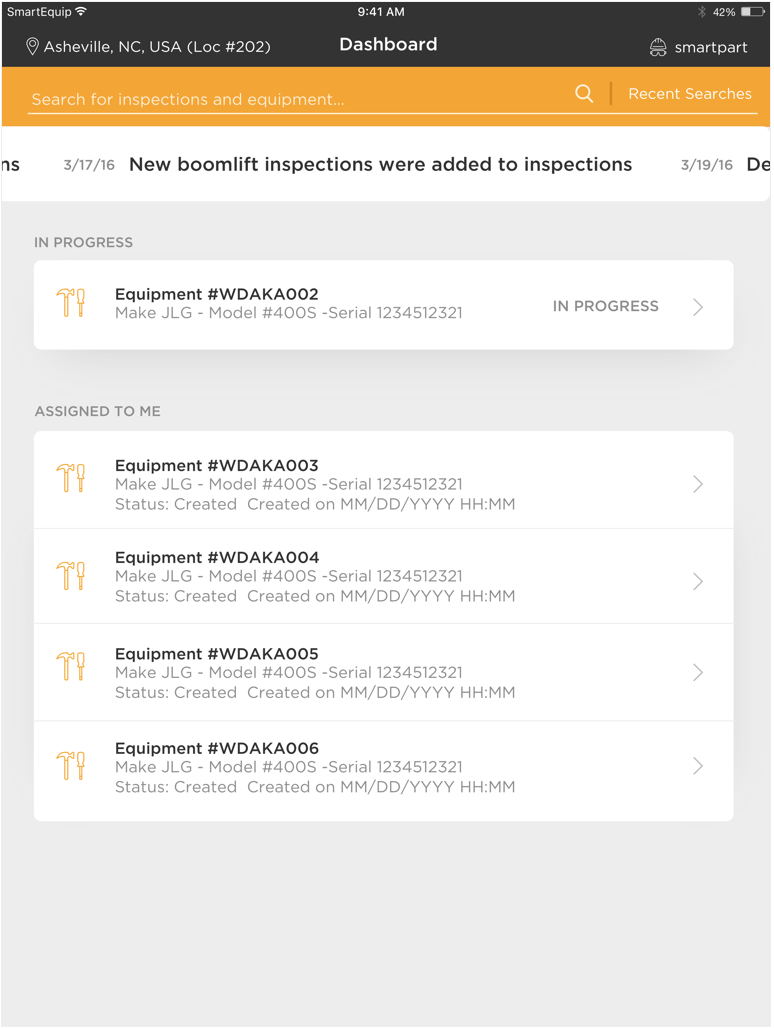 SmartEquip 9:41 AM 42%
Asheville, NC, USA (Loc #202) Dashboard smartpart
Search for inspections and equipment... Recent Searches
ns 3/17/16 New boomlift inspections were added to inspections 3/19/16 De
IN PROGRESS
Equipment #WDAKA002
Make JLG - Model #400S -Serial 1234512321
IN PROGRESS
ASSIGNED TO ME
Equipment #WDAKA003
Make JLG - Model #400S -Serial 1234512321
Status: Created Created on MM/DD/YYYY HH:MM
Equipment #WDAKA004
Make JLG - Model #400S -Serial 1234512321
Status: Created Created on MM/DD/YYYY HH:MM
Equipment #WDAKA005
Make JLG - Model #400S -Serial 1234512321
Status: Created Created on MM/DD/YYYY HH:MM
Equipment #WDAKA006
Make JLG - Model #400S -Serial 1234512321
Status: Created Created on MM/DD/YYYY HH:MM